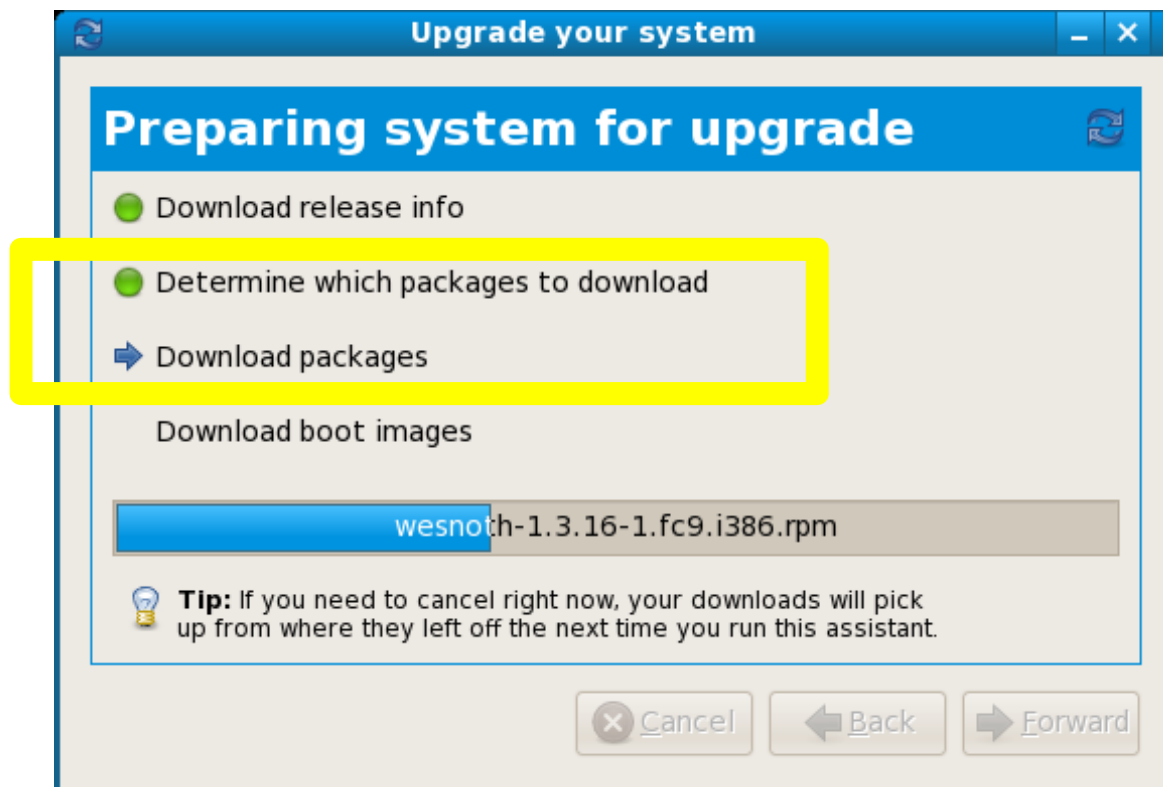 Upgrade your system
Preparing system for upgrade
Download release info
Determine which packages to download
Download packages
Download boot images
wesnoth-1.3.16-1.fc9.i386.rpm
Tip: If you need to cancel right now, your downloads will pick
up from where they left off the next time you run this assistant.
Cancel Back Forward